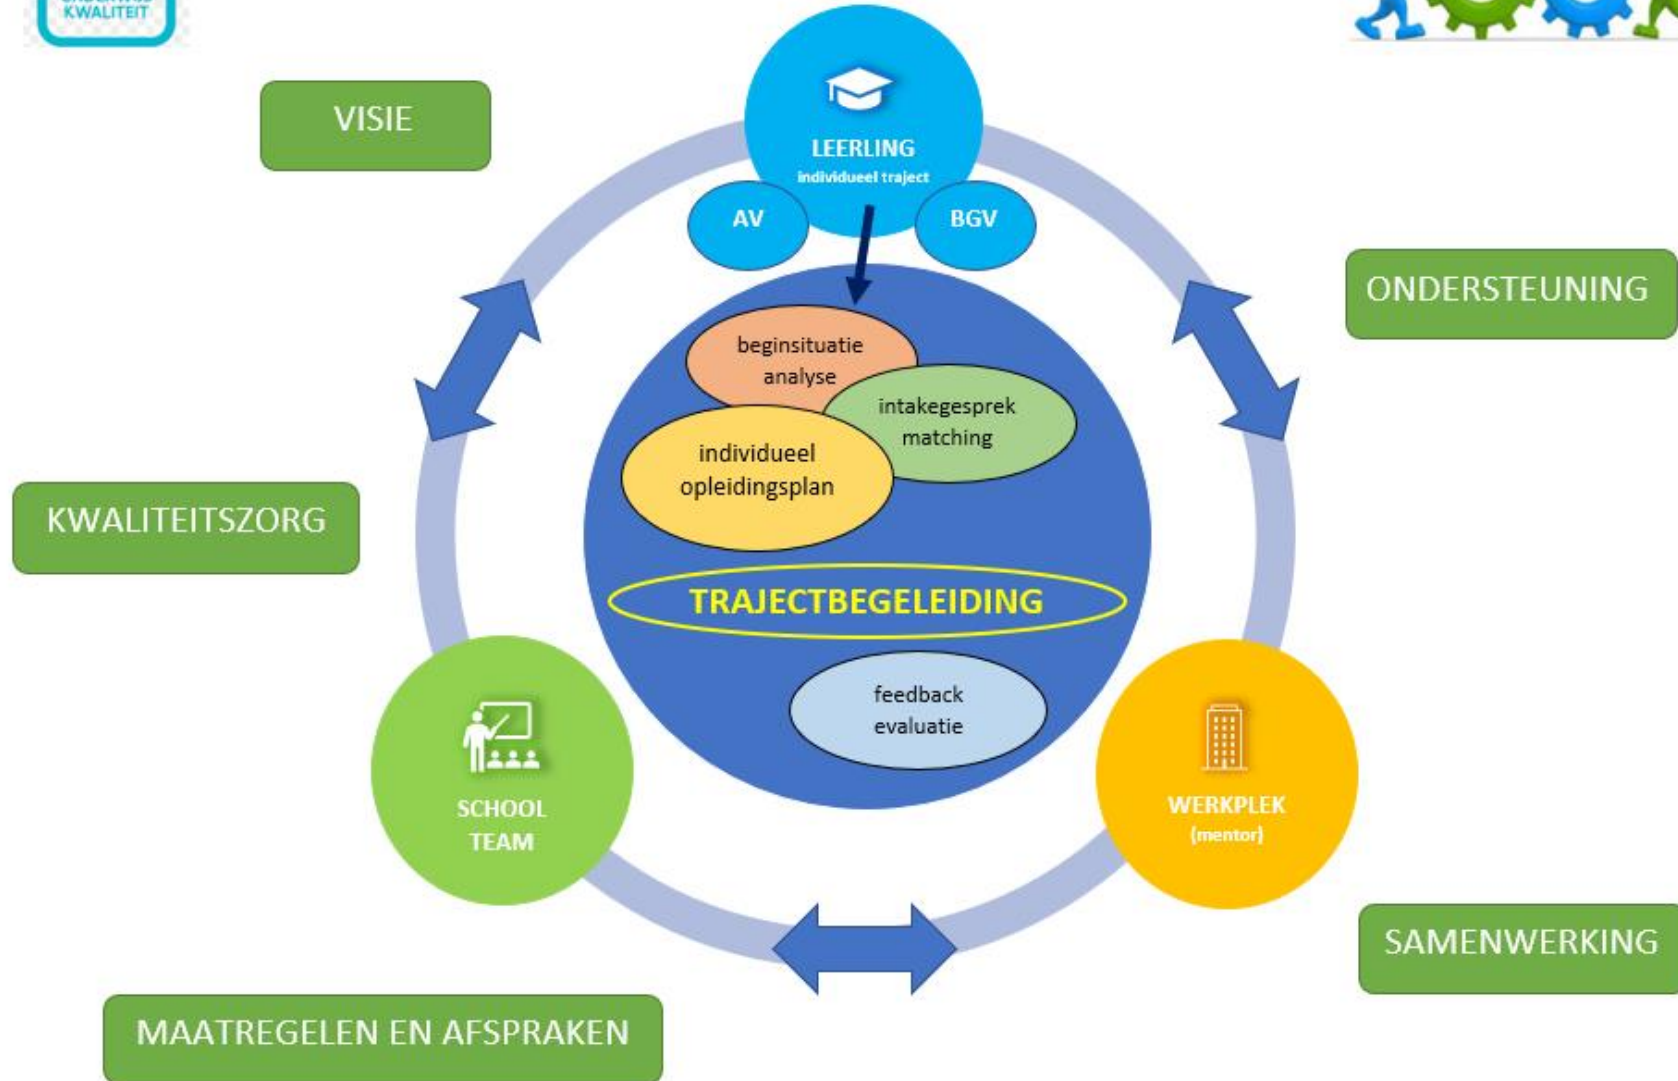 KWALITEIT
VISIE
LEERLING
individueel traject
AV
BGV
ONDERSTEUNING
beginsituatie
analyse
intakegesprek
matching
individueel
opleidingsplan
KWALITEITSZORG
TRAJECTBEGELEIDING
feedback
evaluatie
SCHOOL
TEAM
WERKPLEK
(mentor)
SAMENWERKING
MAATREGELEN EN AFSPRAKEN